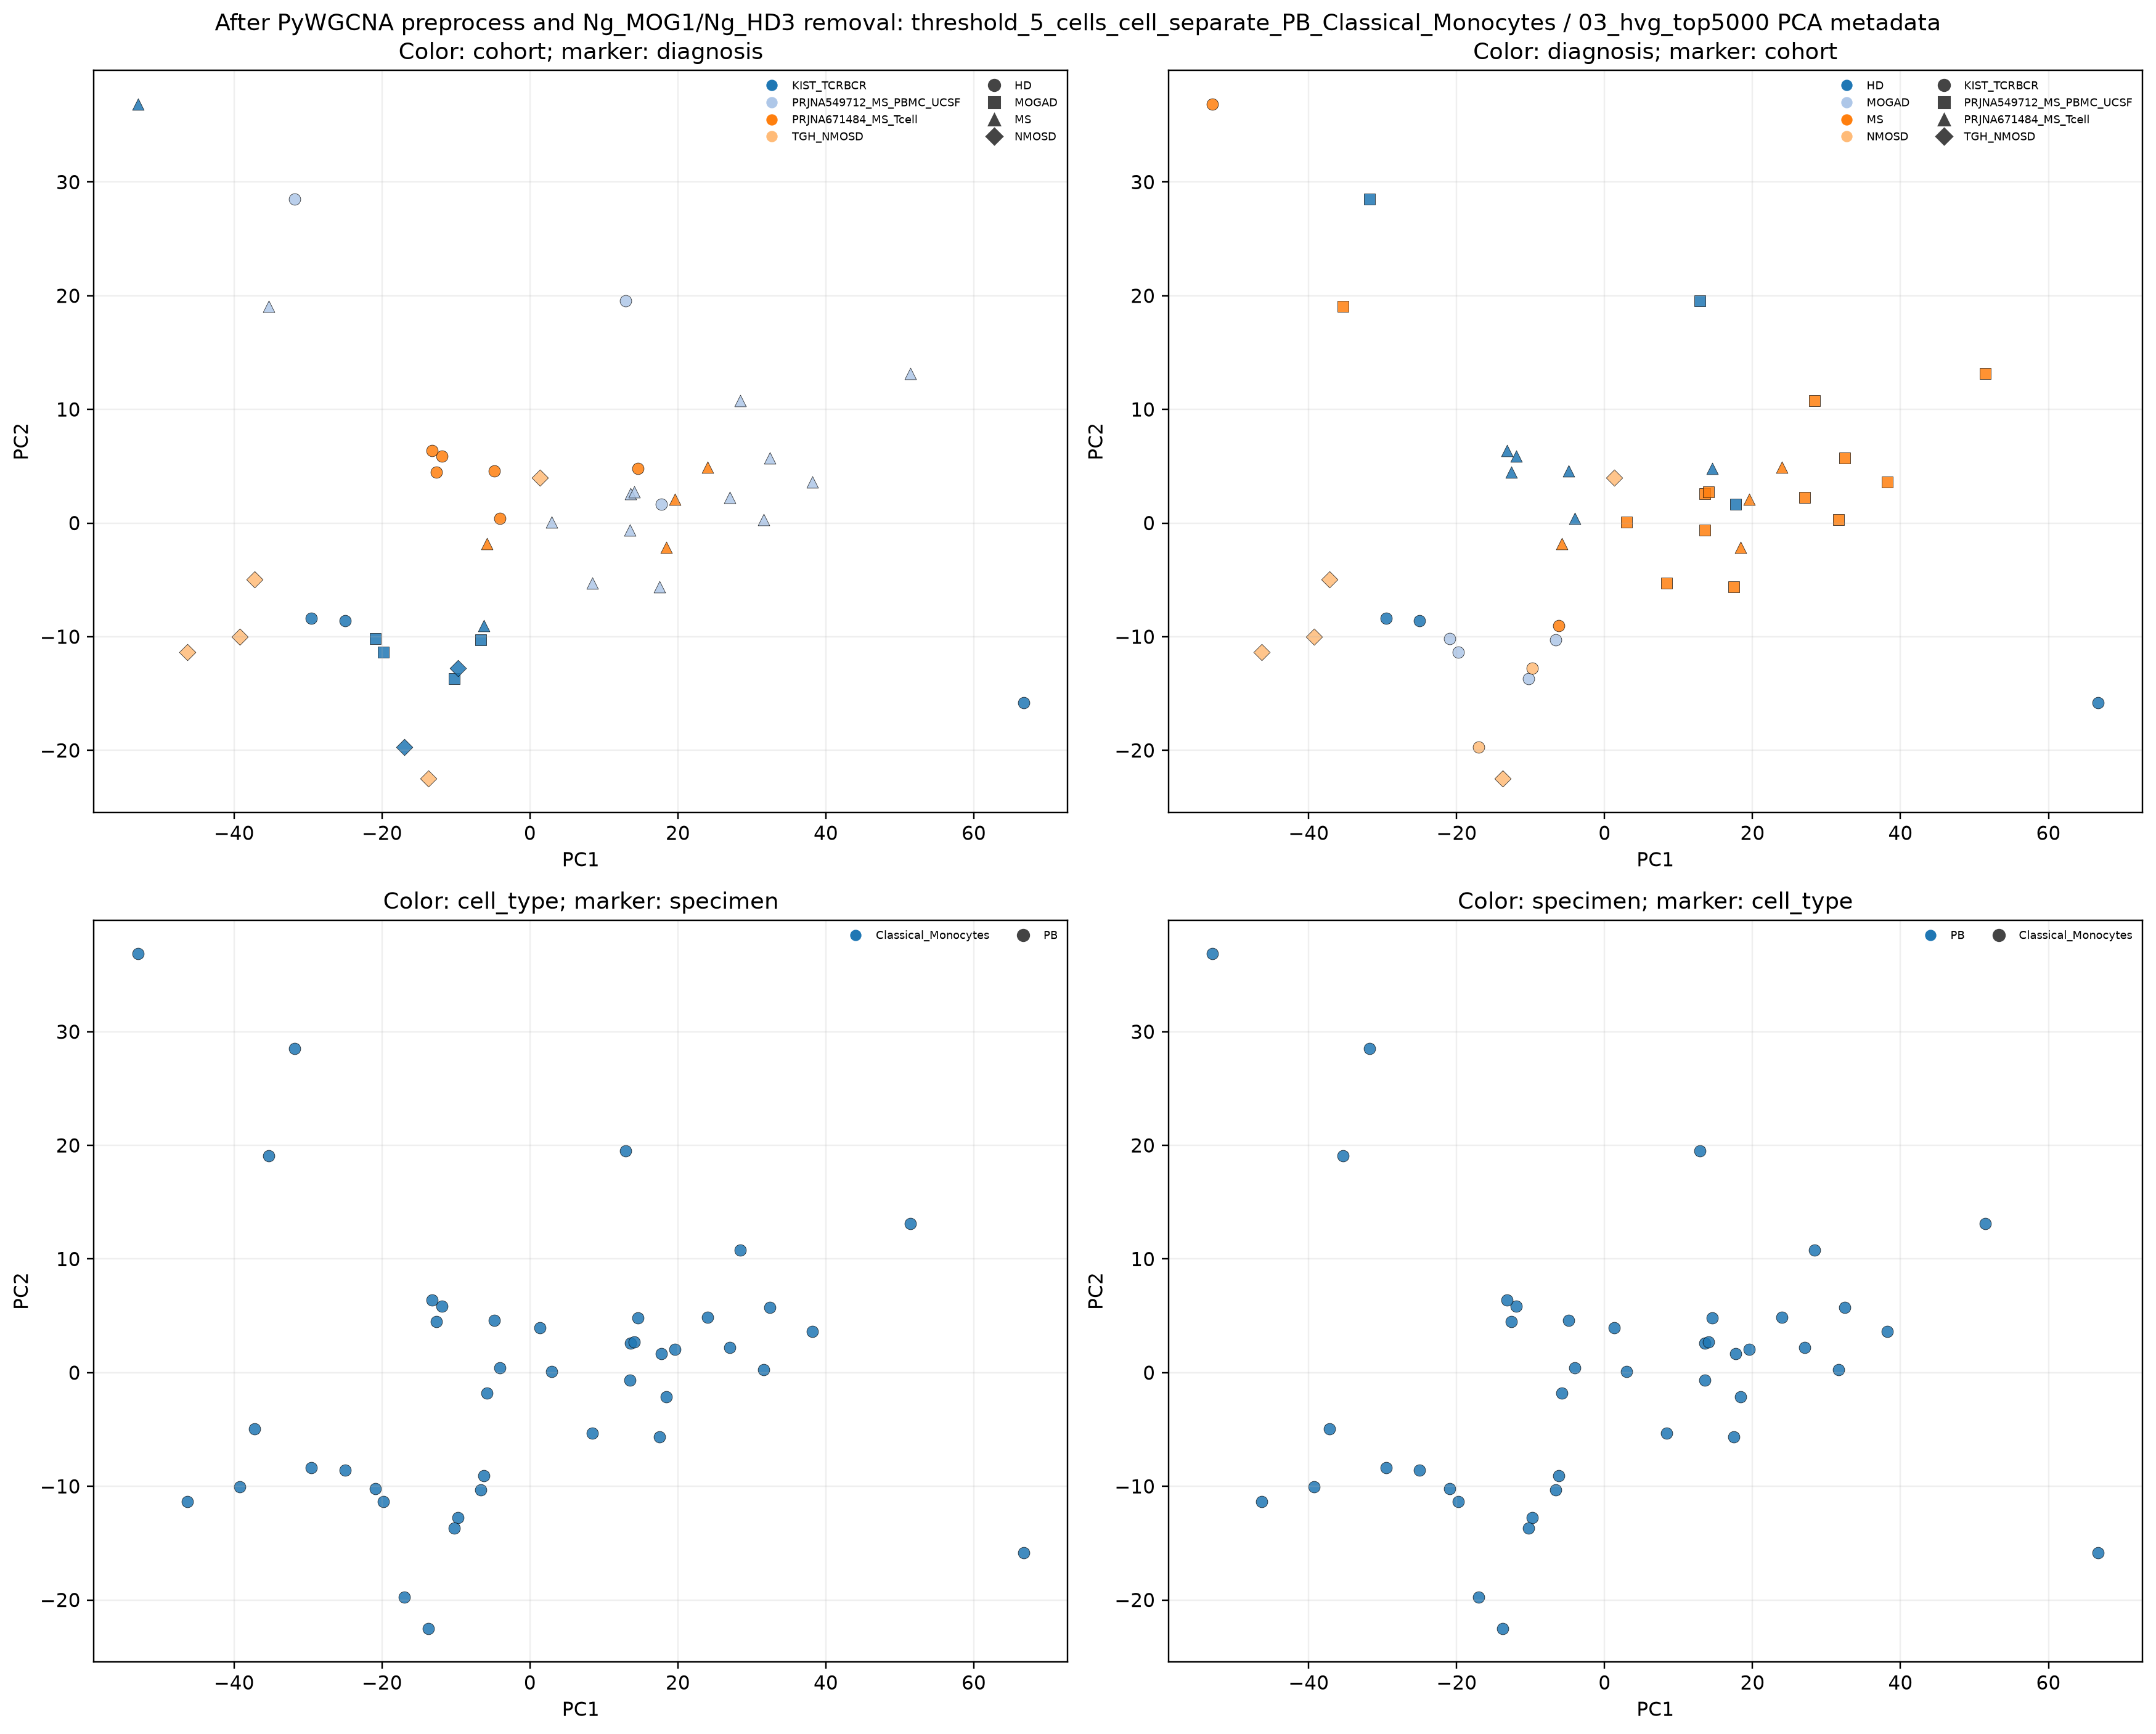 After PyWGCNA preprocess and Ng_MOG1/Ng_HD3 removal: threshold_5_cells_cell_separate_PB_Classical_Monocytes / 03_hvg_top5000 PCA metadata
Color: cohort; marker: diagnosis
KIST_TCRBCR HD
PRJNA549712_MS_PBMC_UCSF MOGAD
PRJNA671484_MS_Tcell MS
TGH_NMOSD NMOSD
30
20
10
0
−10
−20
PC2
−40 −20 0 20 40 60
PC1
Color: diagnosis; marker: cohort
HD KIST_TCRBCR
MOGAD PRJNA549712_MS_PBMC_UCSF
MS PRJNA671484_MS_Tcell
NMOSD TGH_NMOSD
30
20
10
0
−10
−20
PC2
−40 −20 0 20 40 60
PC1
Color: cell_type; marker: specimen
Classical_Monocytes PB
30
20
10
0
−10
−20
PC2
−40 −20 0 20 40 60
PC1
Color: specimen; marker: cell_type
PB Classical_Monocytes
30
20
10
0
−10
−20
PC2
−40 −20 0 20 40 60
PC1